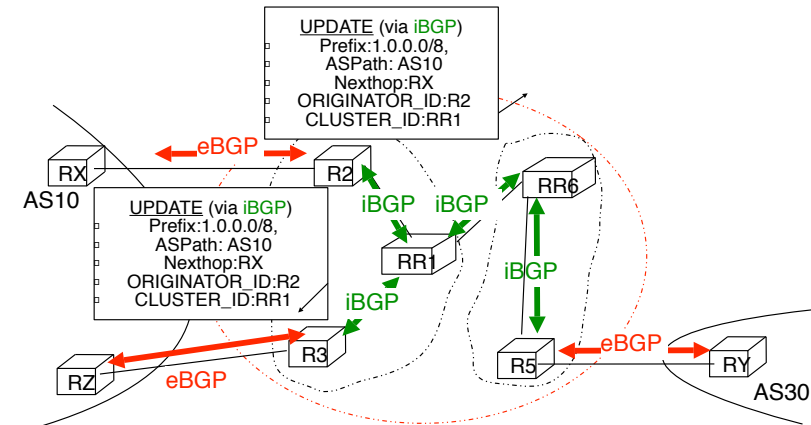 UPDATE (via iBGP)
Prefix:1.0.0.0/8,
ASPath: AS10
Nexthop:RX
ORIGINATOR_ID:R2
CLUSTER_ID:RR1
eBGP
RX
R2
RR6
AS10
iBGP
iBGP
UPDATE (via iBGP)
Prefix:1.0.0.0/8,
ASPath: AS10
Nexthop:RX
ORIGINATOR_ID:R2
CLUSTER_ID:RR1
RR1
iBGP
iBGP
R3
eBGP
RZ
eBGP
R5
RY
AS30